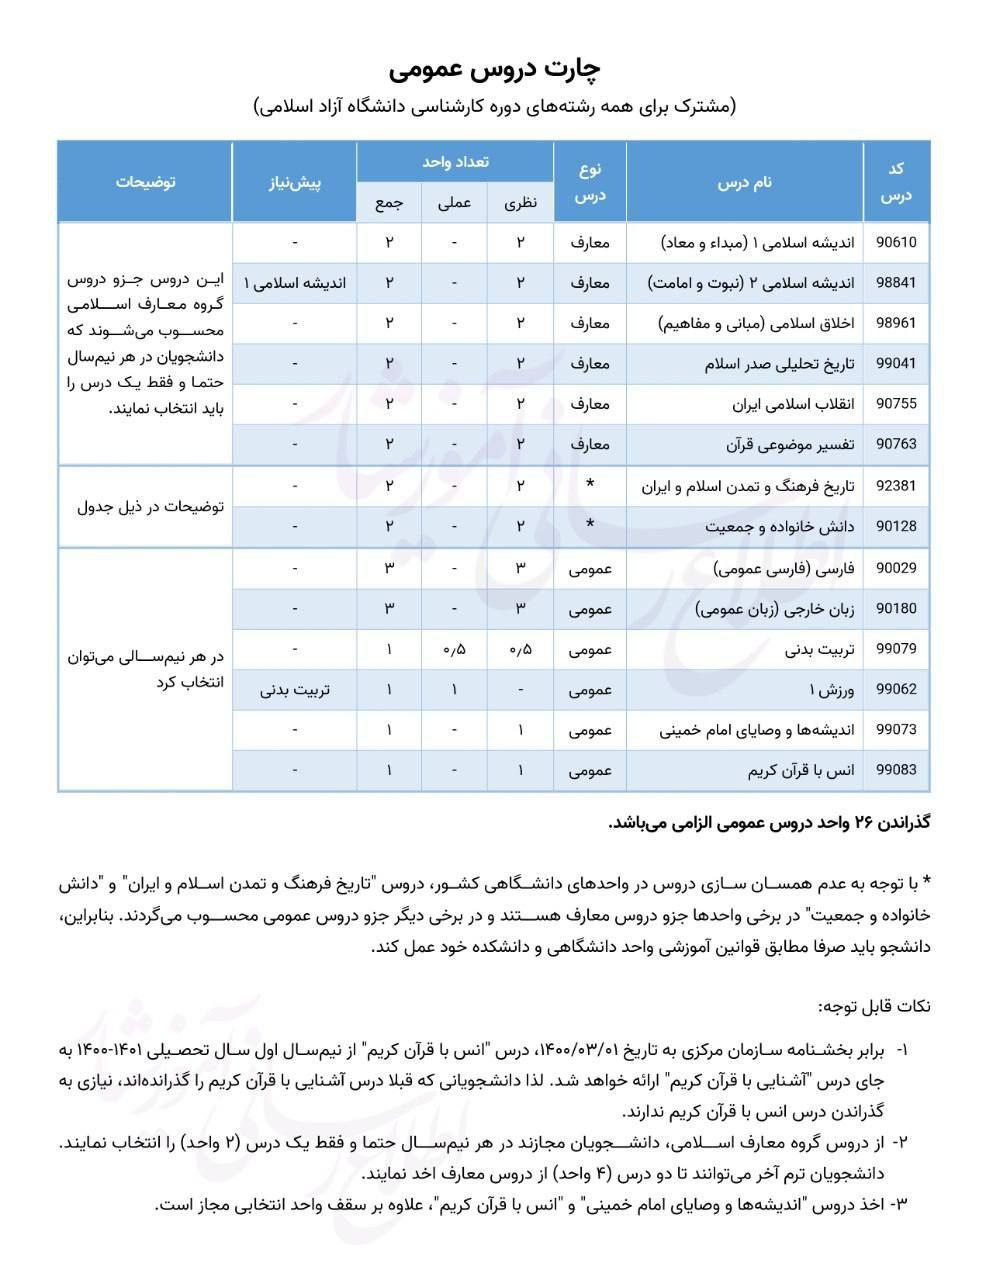 چارت دروس عمومی
(مشترک برای همه رشته‌های دوره کارشناسی دانشگاه آزاد اسلامی)
کد درس نام درس نوع درس تعداد واحد پیش‌نیاز توضیحات
نظری عملی جمع
90610 اندیشه اسلامی ۱ (مبداء و معاد) معارف ۲ - ۲ -
98841 اندیشه اسلامی ۲ (نبوت و امامت) معارف ۲ - ۲ اندیشه اسلامی ۱
98961 اخلاق اسلامی (مبانی و مفاهیم) معارف ۲ - ۲ -
99041 تاریخ تحلیلی صدر اسلام معارف ۲ - ۲ -
90755 انقلاب اسلامی ایران معارف ۲ - ۲ -
90763 تفسیر موضوعی قرآن معارف ۲ - ۲ -
این دروس جزو دروس
گروه معارف اسلامی
محسوب می‌شوند که
دانشجویان در هر نیم‌سال
حتما و فقط یک درس را
باید انتخاب نمایند.
92381 تاریخ فرهنگ و تمدن اسلام و ایران * ۲ - ۲ -
90128 دانش خانواده و جمعیت * ۲ - ۲ -
توضیحات در ذیل جدول
90029 فارسی (فارسی عمومی) عمومی ۳ - ۳ -
90180 زبان خارجی (زبان عمومی) عمومی ۳ - ۳ -
99079 تربیت بدنی عمومی ۰٫۵ ۰٫۵ ۱ -
99062 ورزش ۱ عمومی - ۱ ۱ تربیت بدنی
99073 اندیشه‌ها و وصایای امام خمینی عمومی ۱ - ۱ -
99083 انس با قرآن کریم عمومی ۱ - ۱ -
در هر نیم‌سالی می‌توان
انتخاب کرد
گذراندن ۲۶ واحد دروس عمومی الزامی می‌باشد.
* با توجه به عدم همسان سازی دروس در واحدهای دانشگاهی کشور، دروس "تاریخ فرهنگ و تمدن اسلام و ایران" و "دانش
خانواده و جمعیت" در برخی واحدها جزو دروس معارف هستند و در برخی دیگر جزو دروس عمومی محسوب می‌گردند. بنابراین،
دانشجو باید صرفا مطابق قوانین آموزشی واحد دانشگاهی و دانشکده خود عمل کند.
نکات قابل توجه:
۱- برابر بخشنامه سازمان مرکزی به تاریخ ۱۴۰۰/۰۳/۰۱، درس "انس با قرآن کریم" از نیم‌سال اول سال تحصیلی ۱۴۰۱-۱۴۰۰ به
جای درس "آشنایی با قرآن کریم" ارائه خواهد شد. لذا دانشجویانی که قبلا درس آشنایی با قرآن کریم را گذرانده‌اند، نیازی به
گذراندن درس انس با قرآن کریم ندارند.
۲- از دروس گروه معارف اسلامی، دانشجویان مجازند در هر نیم‌سال حتما و فقط یک درس (۲ واحد) را انتخاب نمایند.
دانشجویان ترم آخر می‌توانند تا دو درس (۴ واحد) از دروس معارف اخد نمایند.
۳- اخذ دروس "اندیشه‌ها و وصایای امام خمینی" و "انس با قرآن کریم"، علاوه بر سقف واحد انتخابی مجاز است.
اطلاع رسانی آموزشیار
اطلاع رسانی آموزشیار